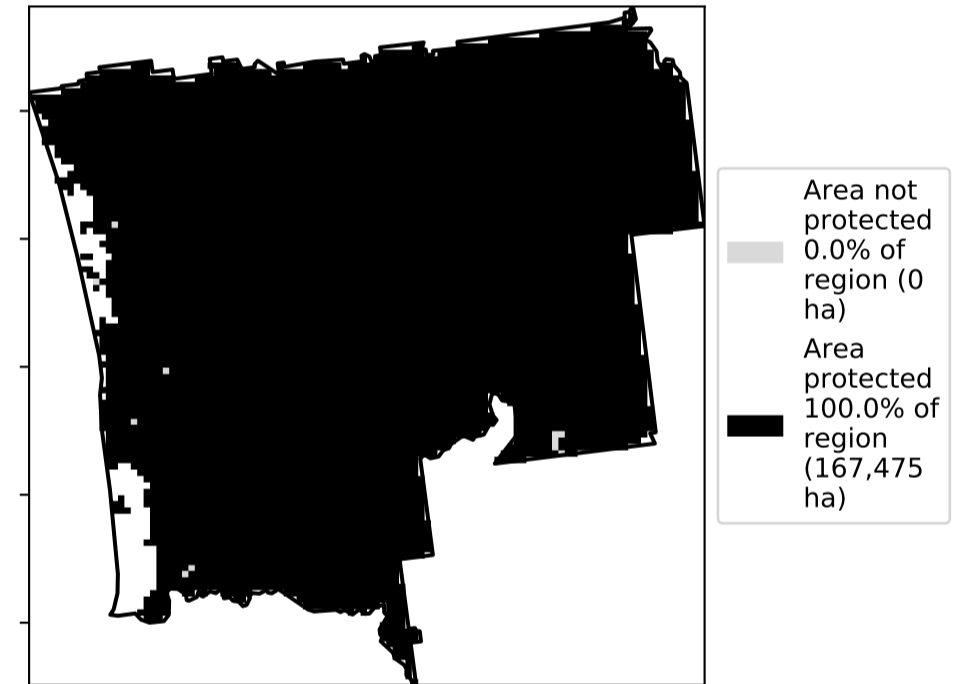 Area not
protected
0.0% of
region (0
ha)
Area
protected
100.0% of
region
(167,475
ha)